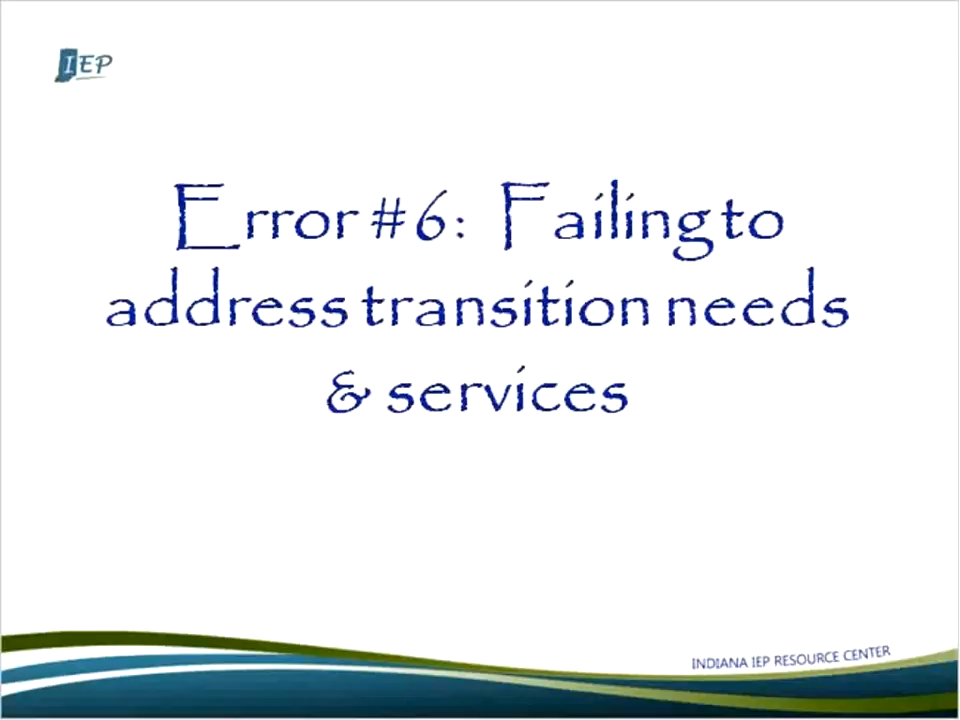 IEP
Error #6: Failing to
address transition needs
& services
INDIANA IEP RESOURCE CENTER